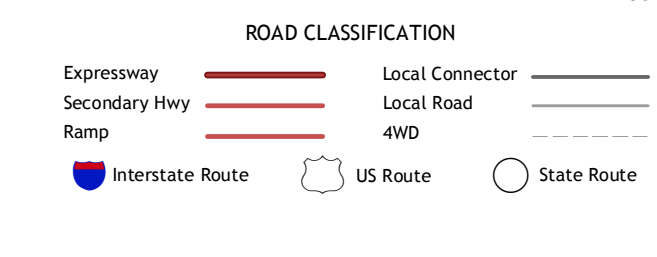 ROAD CLASSIFICATION
Expressway
Secondary Hwy
Ramp
Local Connector
Local Road
4WD
Interstate Route
US Route
State Route